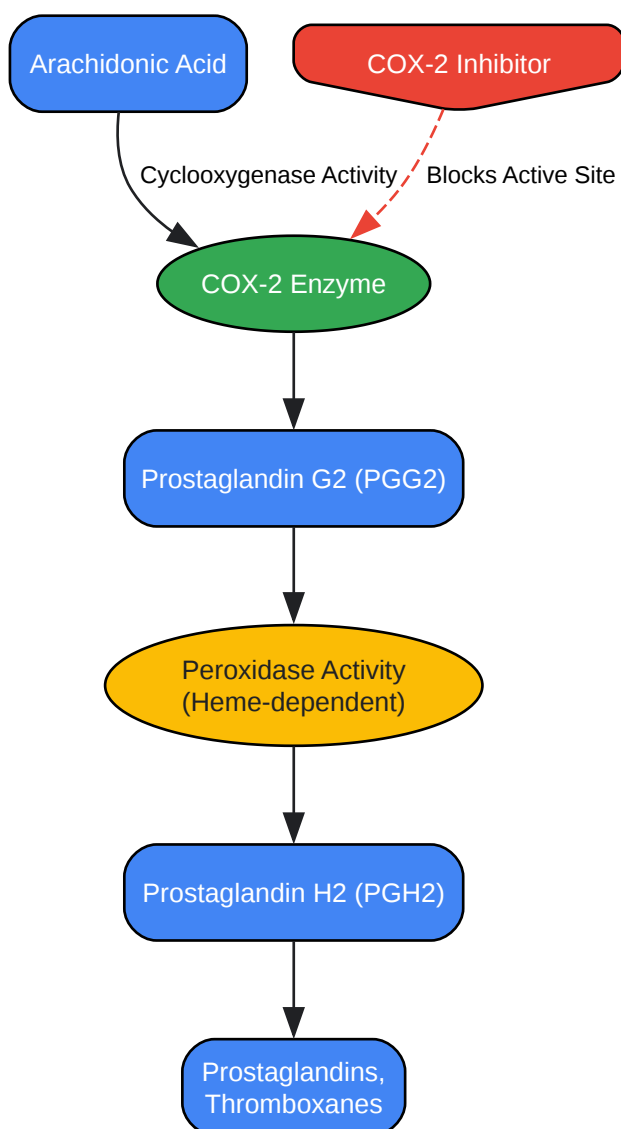 Arachidonic Acid
COX-2 Inhibitor
Cyclooxygenase Activity
Blocks Active Site
COX-2 Enzyme
Prostaglandin G2 (PGG2)
Peroxidase Activity
(Heme-dependent)
Prostaglandin H2 (PGH2)
Prostaglandins,
Thromboxanes